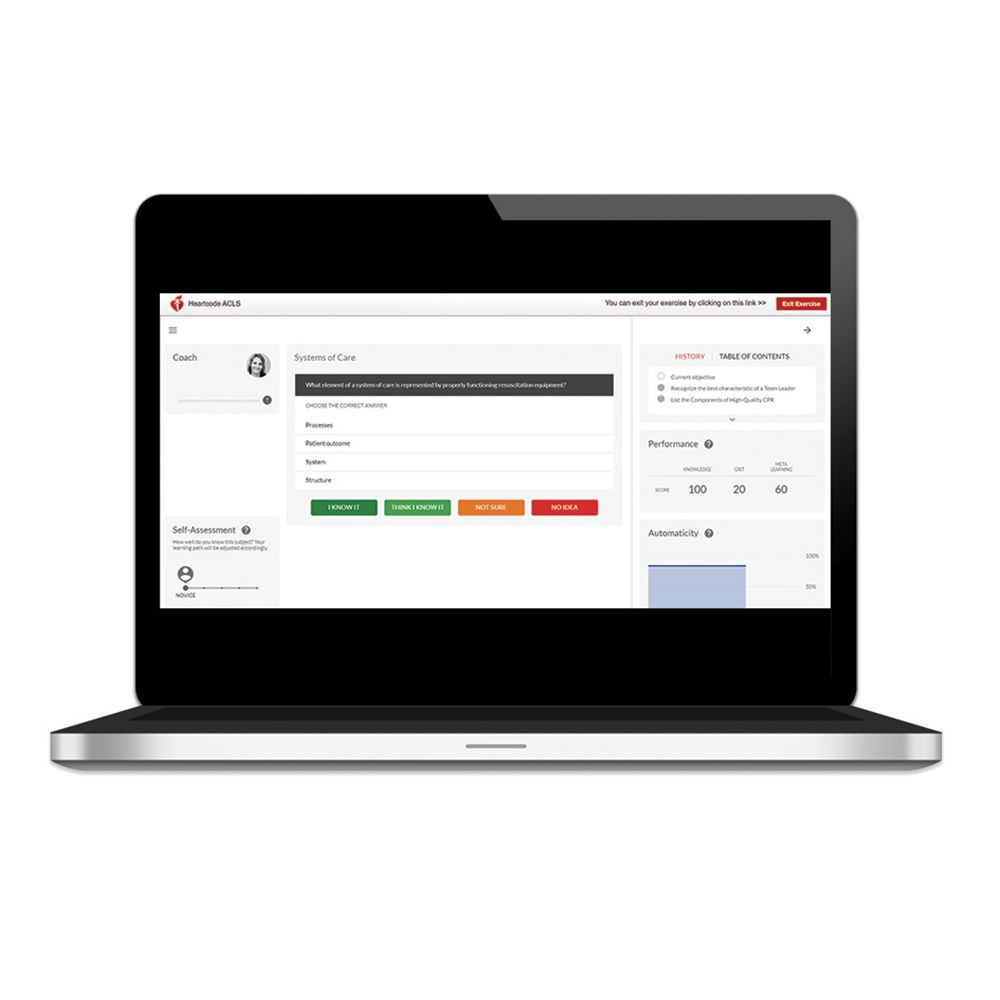 Heartcode ACLS
You can exit your exercise by clicking on this link >>
Exit Exercise
Coach
Systems of Care
What element of a system of care is represented by properly functioning resuscitation equipment?
CHOOSE THE CORRECT ANSWER
Processes
Patient outcome
System
Structure
I KNOW IT
THINK I KNOW IT
NOT SURE
NO IDEA
Self-Assessment ?
How well do you know this subject? Your
learning path will be adjusted accordingly.
NOVICE
HISTORY | TABLE OF CONTENTS
Current objective
Recognize the best characteristic of a Team Leader
List the Components of High-Quality CPR
Performance ?
KNOWLEDGE GRIT META
LEARNING
SCORE 100 20 60
Automaticity ?
100%
50%